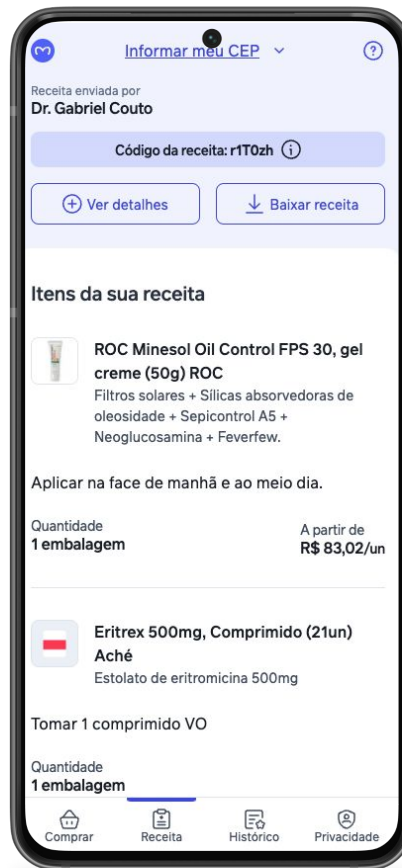 Informar meu CEP
Receita enviada por
Dr. Gabriel Couto
Código da receita: r1T0zh
Ver detalhes
Baixar receita
Itens da sua receita
ROC Minesol Oil Control FPS 30, gel
creme (50g) ROC
Filtros solares + Sílicas absorvedoras de
oleosidade + Sepicontrol A5 +
Neoglucosamina + Feverfew.
Aplicar na face de manhã e ao meio dia.
Quantidade
1 embalagem
A partir de
R$ 83,02/un
Eritrex 500mg, Comprimido (21un)
Aché
Estolato de eritromicina 500mg
Tomar 1 comprimido VO
Quantidade
1 embalagem
Comprar
Receita
Histórico
Privacidade